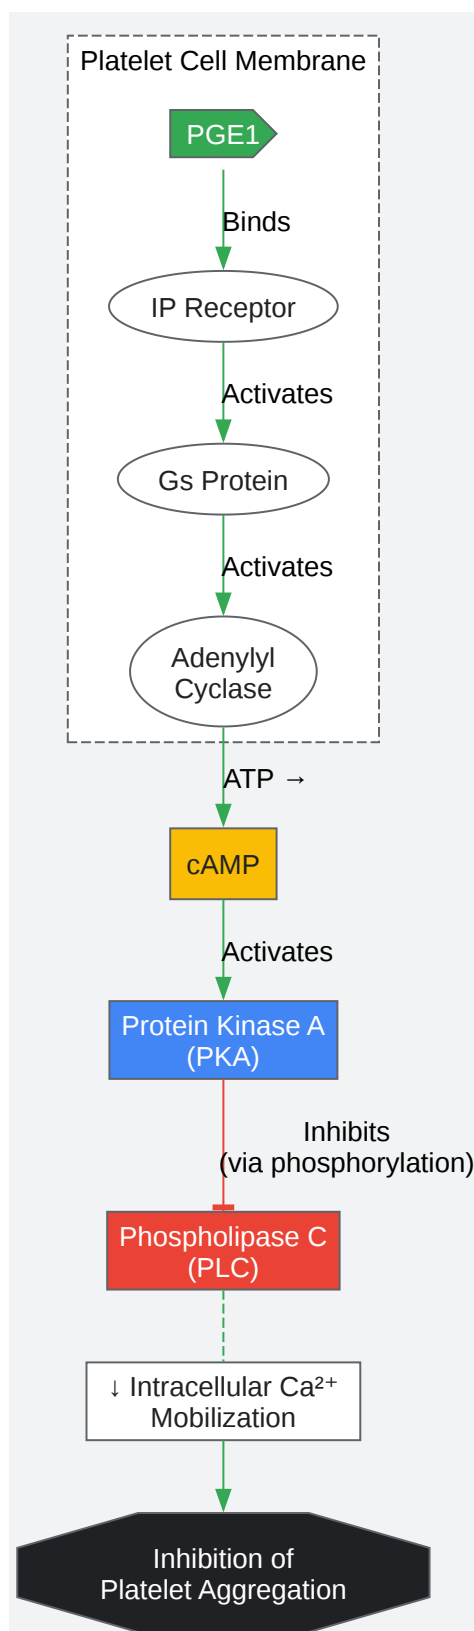 Platelet Cell Membrane
PGE1
Binds
IP Receptor
Activates
Gs Protein
Activates
Adenylyl
Cyclase
ATP →
cAMP
Activates
Protein Kinase A
(PKA)
Inhibits
(via phosphorylation)
Phospholipase C
(PLC)
↓ Intracellular Ca²⁺
Mobilization
Inhibition of
Platelet Aggregation